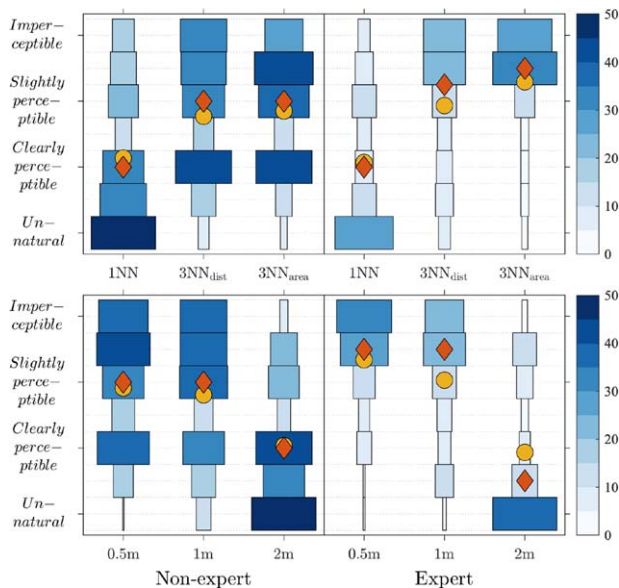 Imper-
ceptible
Slightly
perce-
ptible
Clearly
perce-
ptible
Un-
natural
1NN 3NNdist 3NNarea 1NN 3NNdist 3NNarea
50
40
30
20
10
0
Imper-
ceptible
Slightly
perce-
ptible
Clearly
perce-
ptible
Un-
natural
0.5m 1m 2m 0.5m 1m 2m
50
40
30
20
10
0
Non-expert Expert